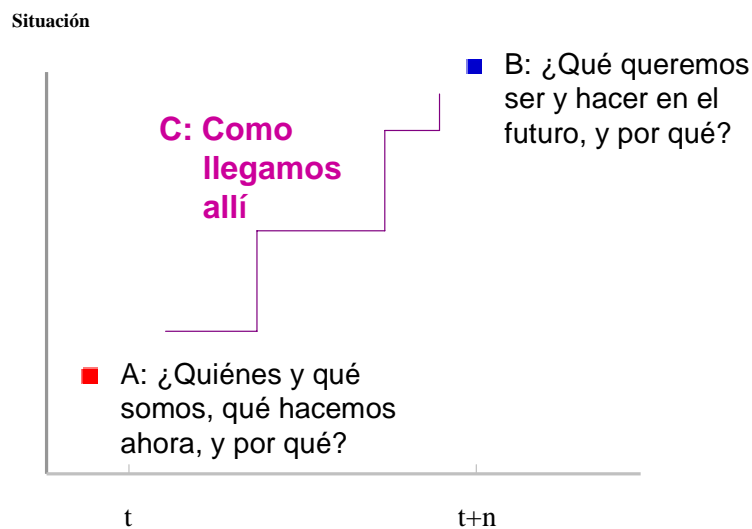 Situación
B: ¿Qué queremos
ser y hacer en el
futuro, y por qué?
C: Como
llegamos
allí
A: ¿Quiénes y qué
somos, qué hacemos
ahora, y por qué?
t
t+n